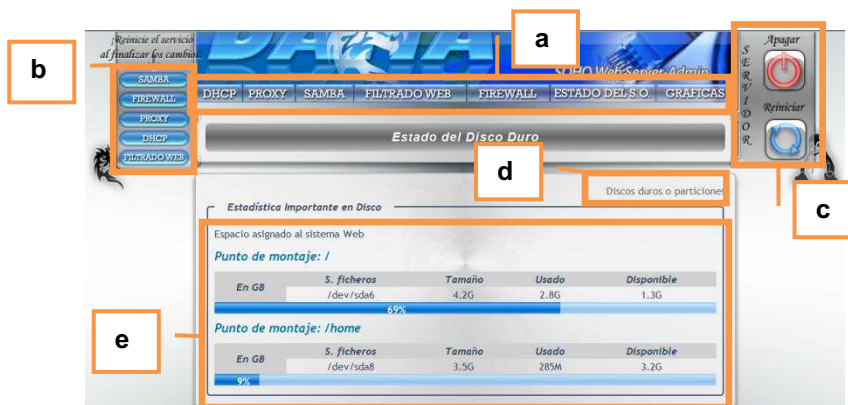 ¡Reinicie el servicio
al finalizar los cambios!
DANA
SOHO Web Server Admin
a
b
SAMBA
FIREWALL
PROXY
DHCP
FILTRADO WEB
DHCP PROXY SAMBA FILTRADO WEB FIREWALL ESTADO DEL S.O. GRAFICAS
SERVIDOR
Apagar
Reiniciar
c
Estado del Disco Duro
d
Discos duros o particiones
Estadística Importante en Disco
Espacio asignado al sistema Web
Punto de montaje: /
En GB S. ficheros Tamaño Usado Disponible
/dev/sda6 4.2G 2.8G 1.3G
69%
e
Punto de montaje: /home
En GB S. ficheros Tamaño Usado Disponible
/dev/sda8 3.5G 285M 3.2G
9%